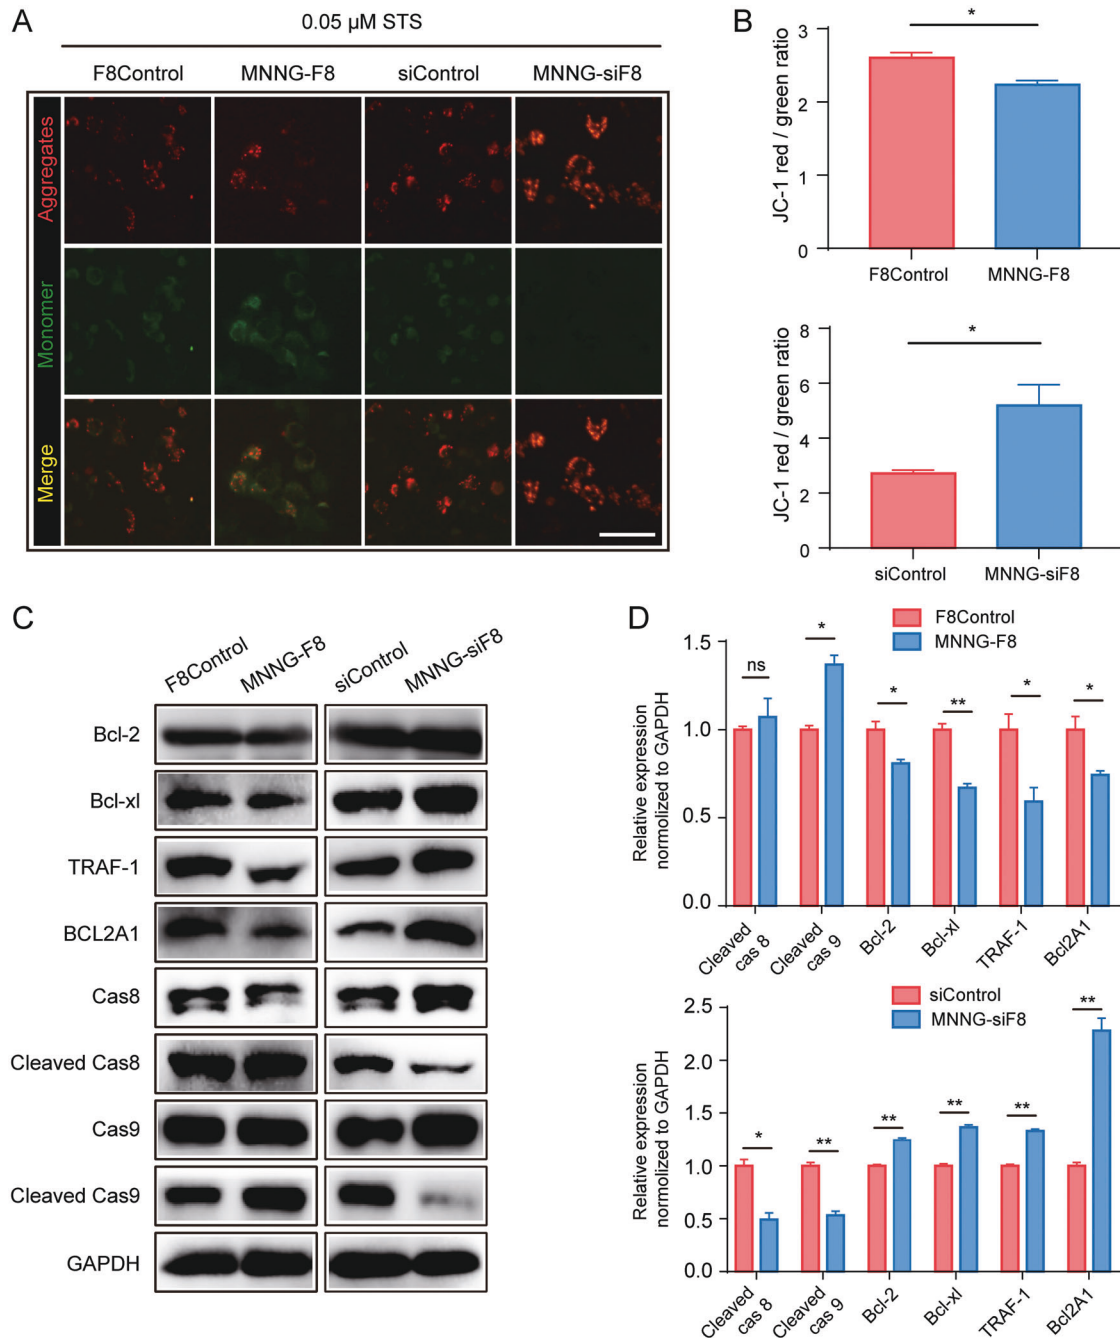 A
0.05 µM STS
F8Control MNNG-F8 siControl MNNG-siF8
Aggregates
Monomer
Merge
B
JC-1 red / green ratio
3
2
1
0
*
F8Control MNNG-F8
JC-1 red / green ratio
8
6
4
2
0
*
siControl MNNG-siF8
C
F8Control MNNG-F8 siControl MNNG-siF8
Bcl-2
Bcl-xl
TRAF-1
BCL2A1
Cas8
Cleaved Cas8
Cas9
Cleaved Cas9
GAPDH
D
F8Control
MNNG-F8
Relative expression
normolized to GAPDH
1.5
1.0
0.5
0.0
ns * * ** * *
Cleaved
cas 8
Cleaved
cas 9
Bcl-2
Bcl-xl
TRAF-1
Bcl2A1
siControl
MNNG-siF8
Relative expression
normolized to GAPDH
2.5
2.0
1.5
1.0
0.5
0.0
* ** ** ** ** **
Cleaved
cas 8
Cleaved
cas 9
Bcl-2
Bcl-xl
TRAF-1
Bcl2A1